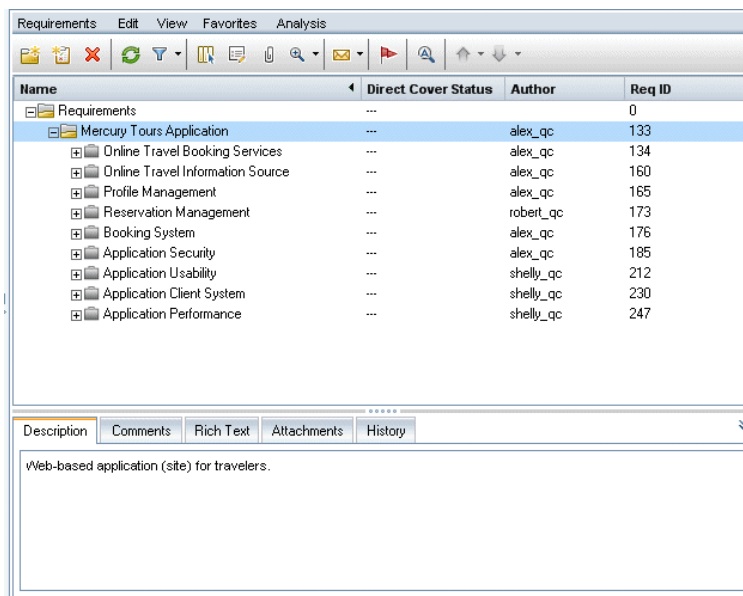 Requirements Edit View Favorites Analysis
Name Direct Cover Status Author Req ID
Requirements --- 0
Mercury Tours Application --- alex_qc 133
Online Travel Booking Services --- alex_qc 134
Online Travel Information Source --- alex_qc 160
Profile Management --- alex_qc 165
Reservation Management --- robert_qc 173
Booking System --- alex_qc 176
Application Security --- alex_qc 185
Application Usability --- shelly_qc 212
Application Client System --- shelly_qc 230
Application Performance --- shelly_qc 247
Description Comments Rich Text Attachments History
Web-based application (site) for travelers.